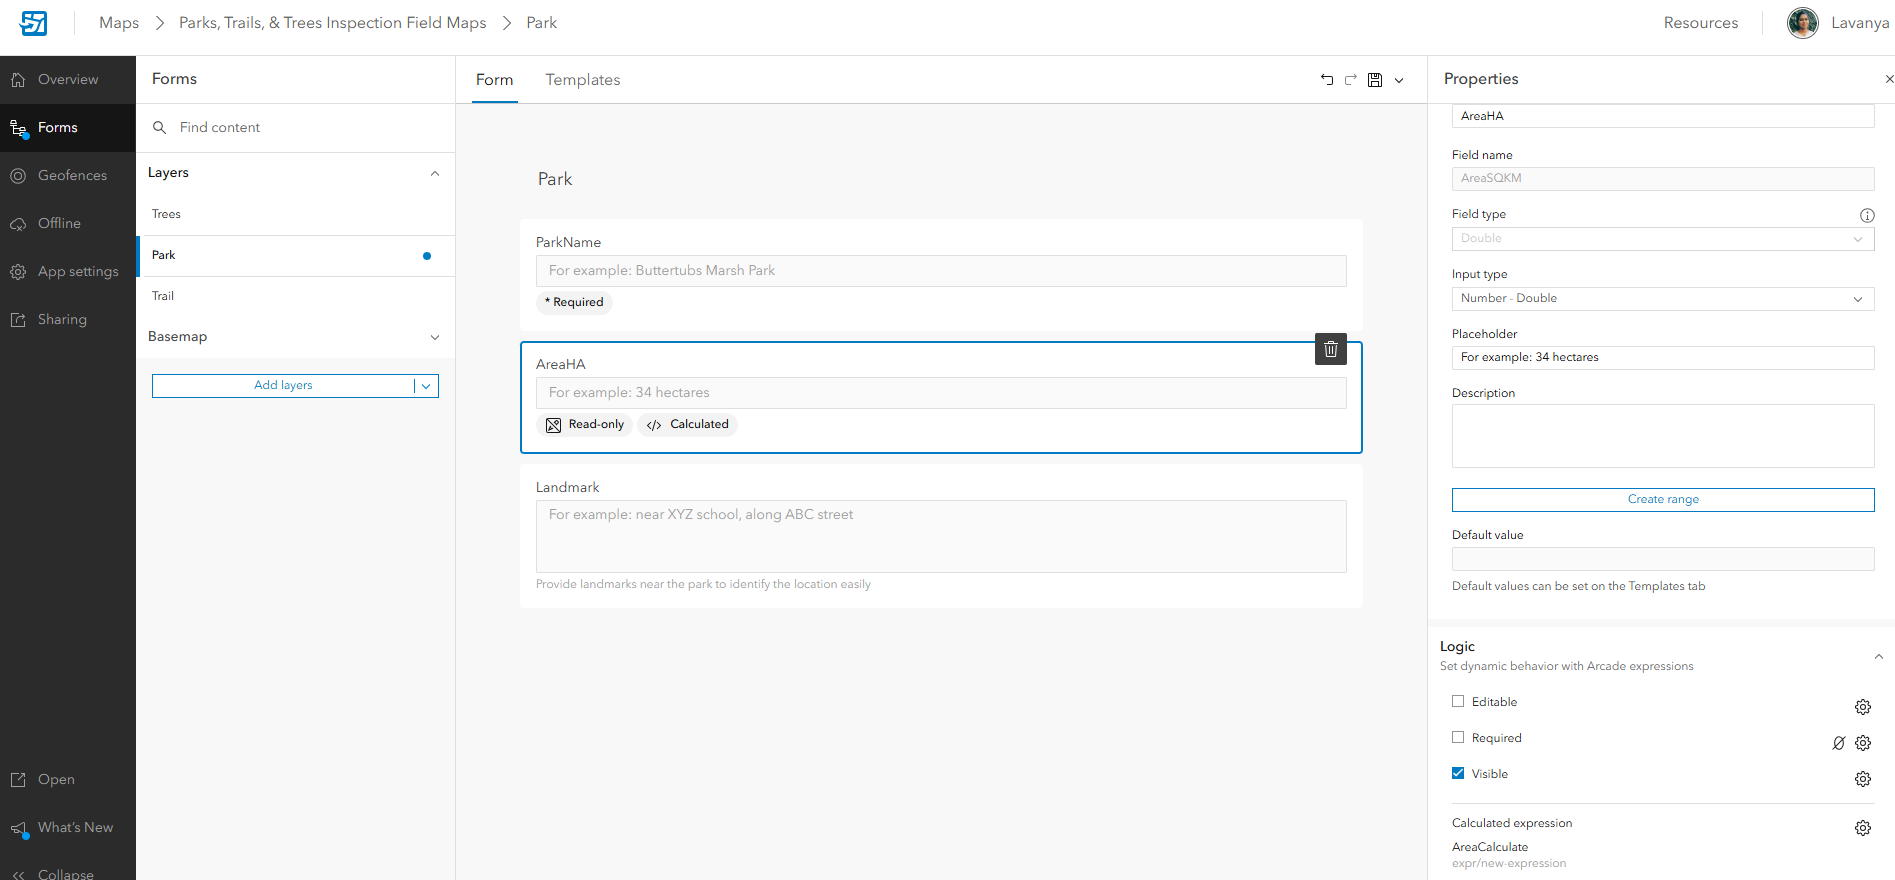 Maps > Parks, Trails, & Trees Inspection Field Maps > Park
Resources
Lavanya
Overview
Forms
Geofences
Offline
App settings
Sharing
Open
What's New
Collapse
Forms
Find content
Layers
Trees
Park
Trail
Basemap
Add layers
Form
Templates
Park
ParkName
For example: Buttertubs Marsh Park
* Required
AreaHA
For example: 34 hectares
Read-only
</> Calculated
Landmark
For example: near XYZ school, along ABC street
Provide landmarks near the park to identify the location easily
Properties
AreaHA
Field name
AreaSQKM
Field type
Double
Input type
Number - Double
Placeholder
For example: 34 hectares
Description
Create range
Default value
Default values can be set on the Templates tab
Logic
Set dynamic behavior with Arcade expressions
Editable
Required
Visible
Calculated expression
AreaCalculate
expr/new-expression